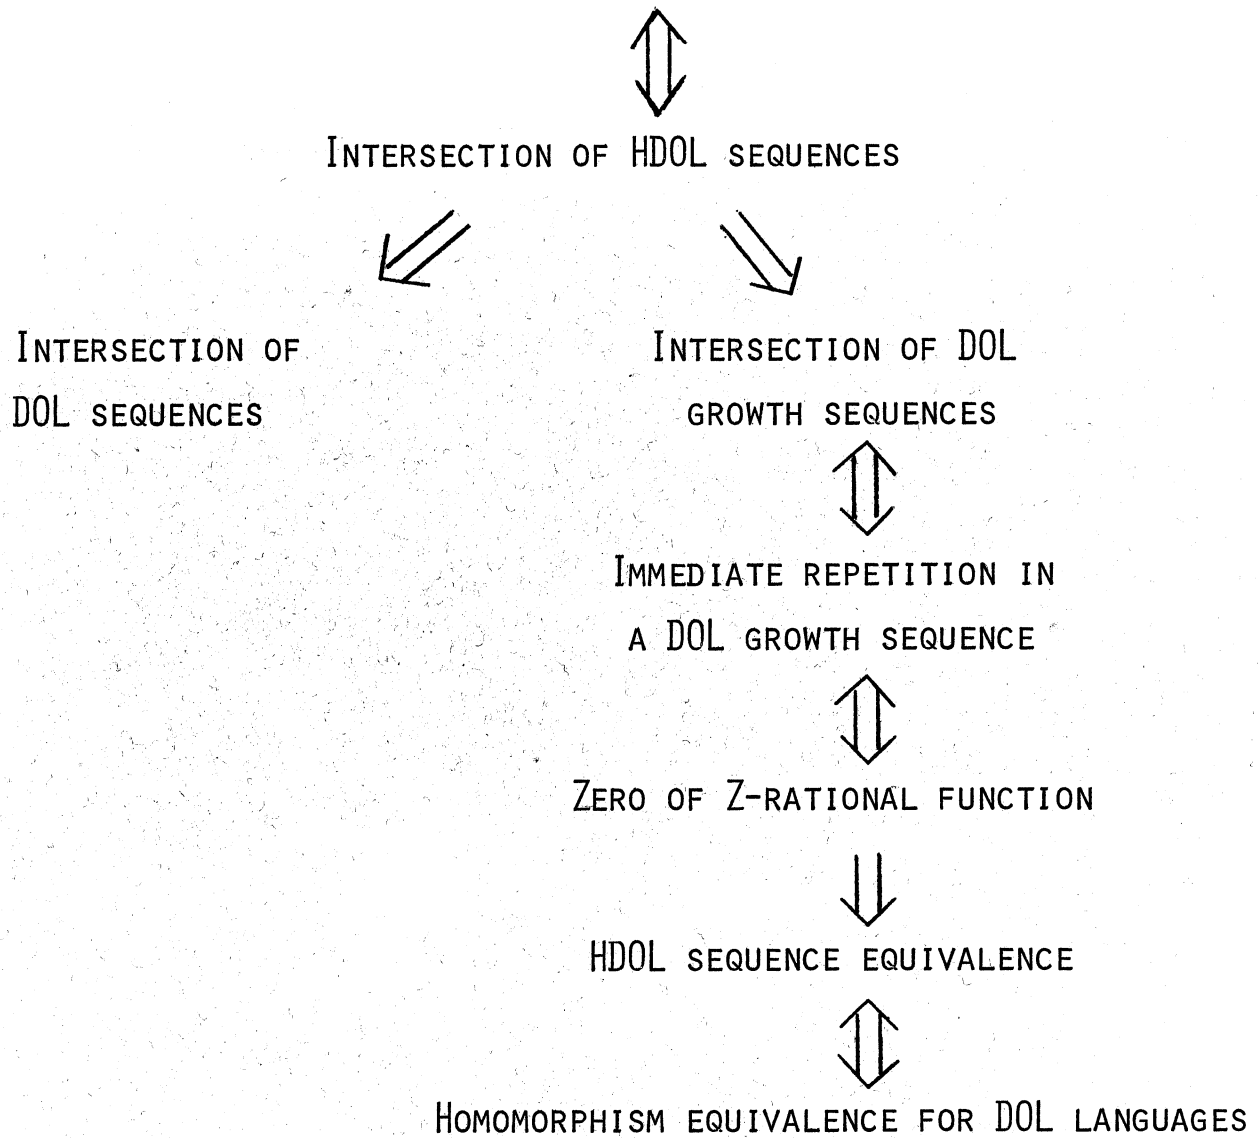 INTERSECTION OF HDOL SEQUENCES
INTERSECTION OF
DOL SEQUENCES
INTERSECTION OF DOL
GROWTH SEQUENCES
IMMEDIATE REPETITION IN
A DOL GROWTH SEQUENCE
ZERO OF Z-RATIONAL FUNCTION
HDOL SEQUENCE EQUIVALENCE
HOMOMORPHISM EQUIVALENCE FOR DOL LANGUAGES